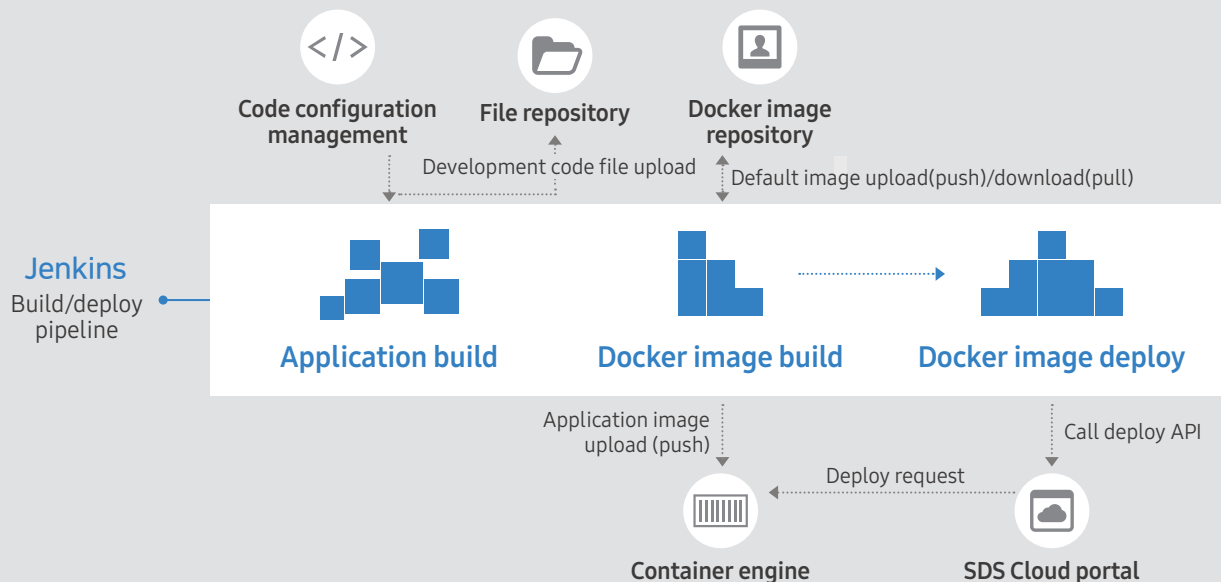 </>
Code configuration
management
File repository
Docker image
repository
Development code file upload
Default image upload(push)/download(pull)
Jenkins
Build/deploy
pipeline
Application build
Docker image build
Docker image deploy
Application image
upload (push)
Call deploy API
Deploy request
Container engine
SDS Cloud portal